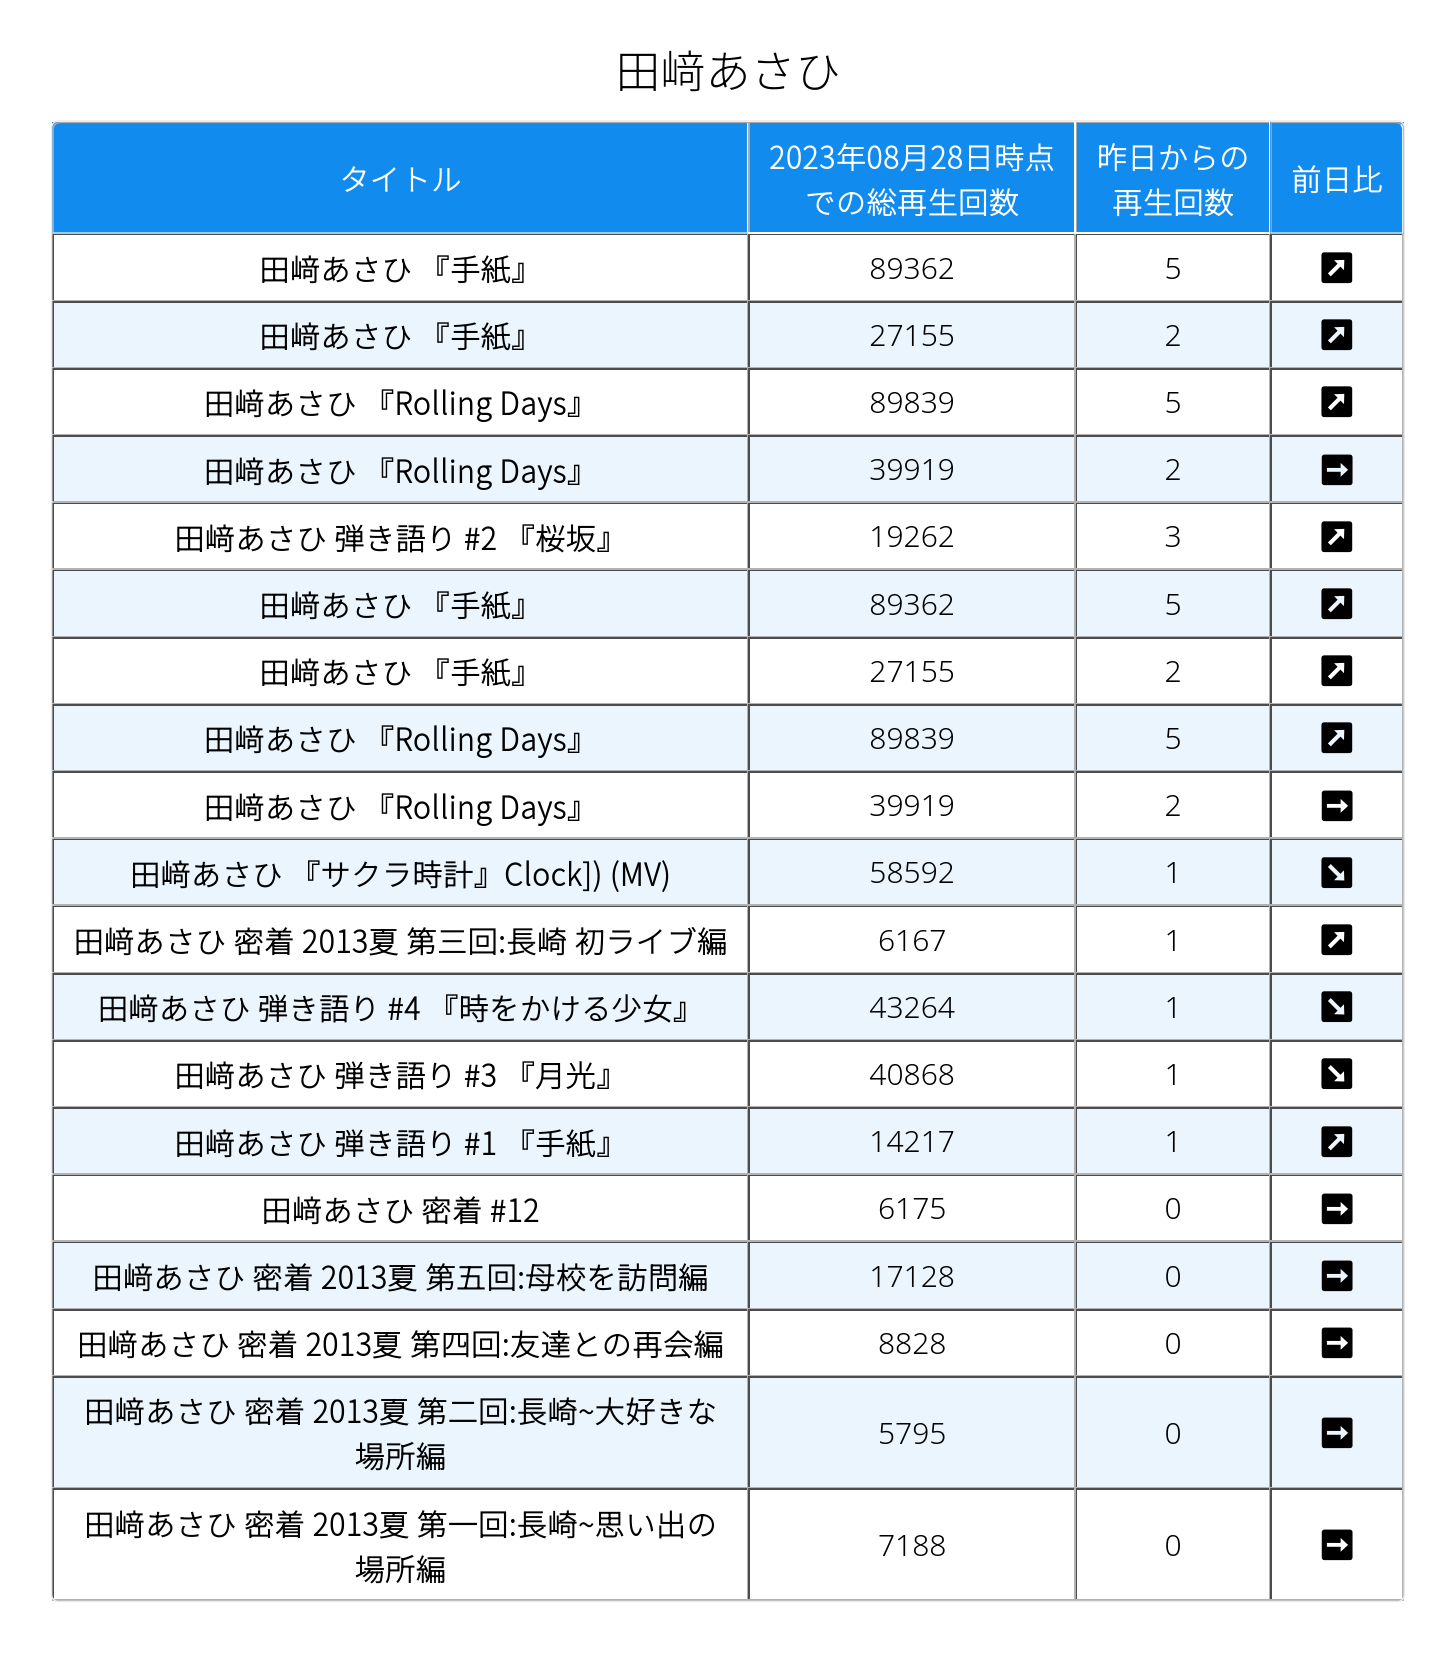 田﨑あさひ
タイトル 2023年08月28日時点での総再生回数 昨日からの再生回数 前日比
田﨑あさひ 『手紙』 89362 5 ↗
田﨑あさひ 『手紙』 27155 2 ↗
田﨑あさひ 『Rolling Days』 89839 5 ↗
田﨑あさひ 『Rolling Days』 39919 2 →
田﨑あさひ 弾き語り #2 『桜坂』 19262 3 ↗
田﨑あさひ 『手紙』 89362 5 ↗
田﨑あさひ 『手紙』 27155 2 ↗
田﨑あさひ 『Rolling Days』 89839 5 ↗
田﨑あさひ 『Rolling Days』 39919 2 →
田﨑あさひ 『サクラ時計』Clock]) (MV) 58592 1 ↘
田﨑あさひ 密着 2013夏 第三回:長崎 初ライブ編 6167 1 ↗
田﨑あさひ 弾き語り #4 『時をかける少女』 43264 1 ↘
田﨑あさひ 弾き語り #3 『月光』 40868 1 ↘
田﨑あさひ 弾き語り #1 『手紙』 14217 1 ↗
田﨑あさひ 密着 #12 6175 0 →
田﨑あさひ 密着 2013夏 第五回:母校を訪問編 17128 0 →
田﨑あさひ 密着 2013夏 第四回:友達との再会編 8828 0 →
田﨑あさひ 密着 2013夏 第二回:長崎~大好きな場所編 5795 0 →
田﨑あさひ 密着 2013夏 第一回:長崎~思い出の場所編 7188 0 →